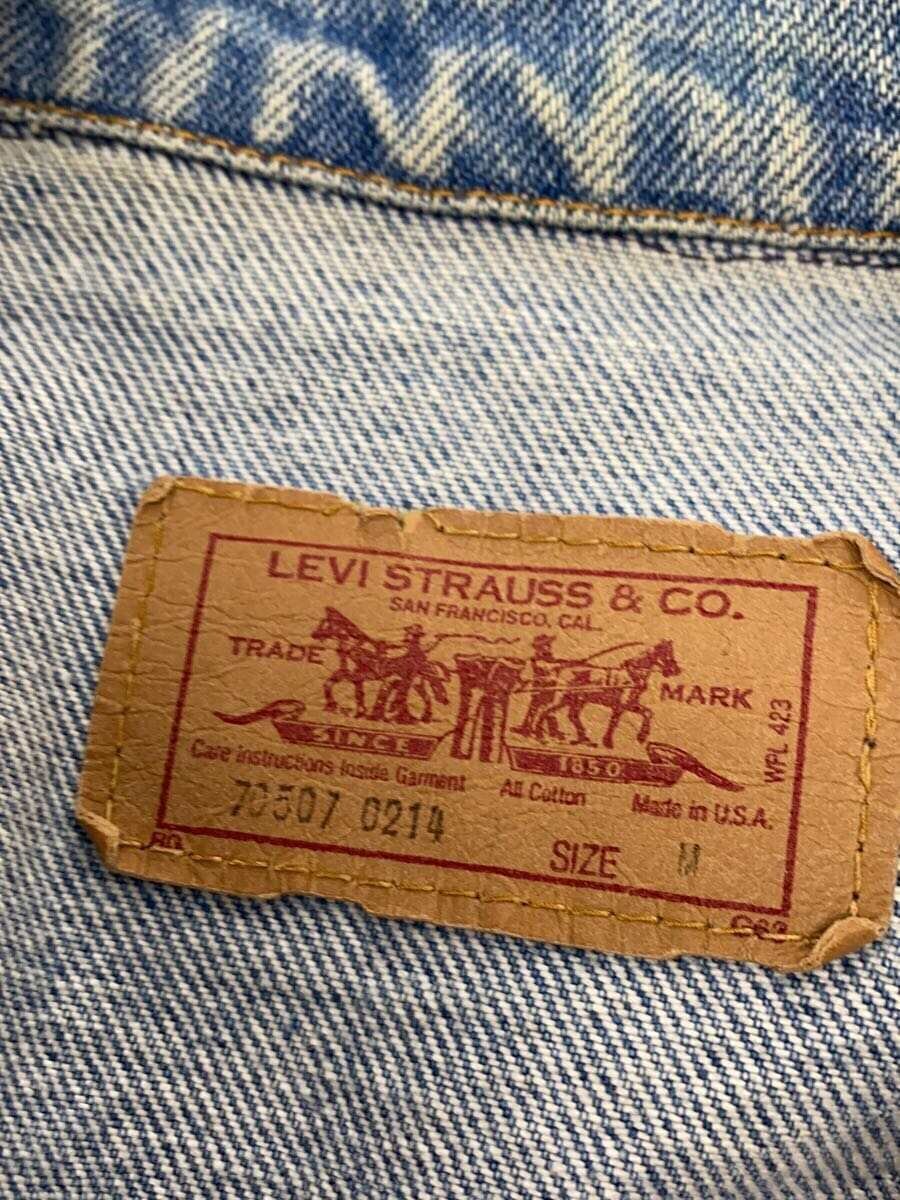 LEVI STRAUSS & CO.
SAN FRANCISCO, CAL.
TRADE MARK
SINCE 1850
WPL 423
Care Instructions Inside Garment All Cotton Made in U.S.A.
70507 0214
SIZE M